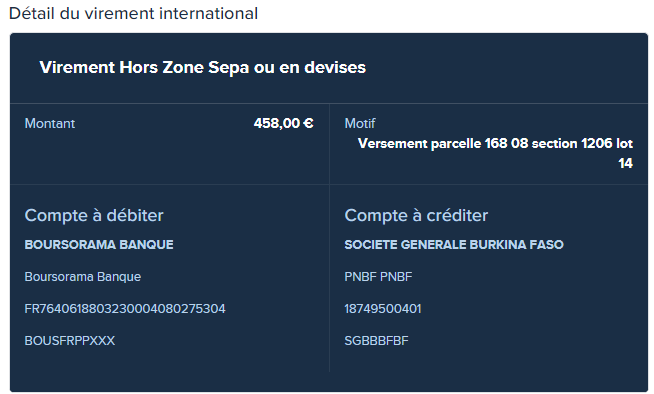 Détail du virement international
Virement Hors Zone Sepa ou en devises
Montant
458,00 €
Motif
Versement parcelle 168 08 section 1206 lot
14
Compte à débiter
BOURSORAMA BANQUE
Boursorama Banque
FR7640618803230004080275304
BOUSFRPPXXX
Compte à créditer
SOCIETE GENERALE BURKINA FASO
PNBF PNBF
18749500401
SGBBBFBF